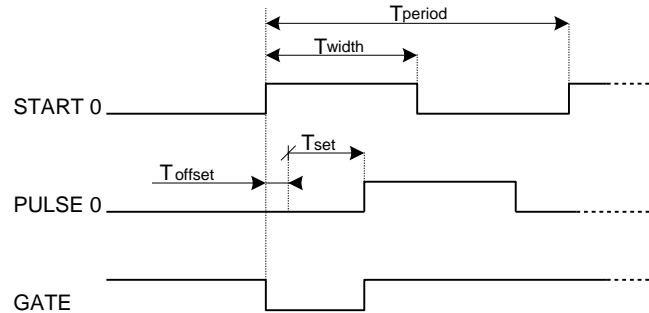 Tperiod
Twidth
START 0
Tset
Toffset
PULSE 0
GATE